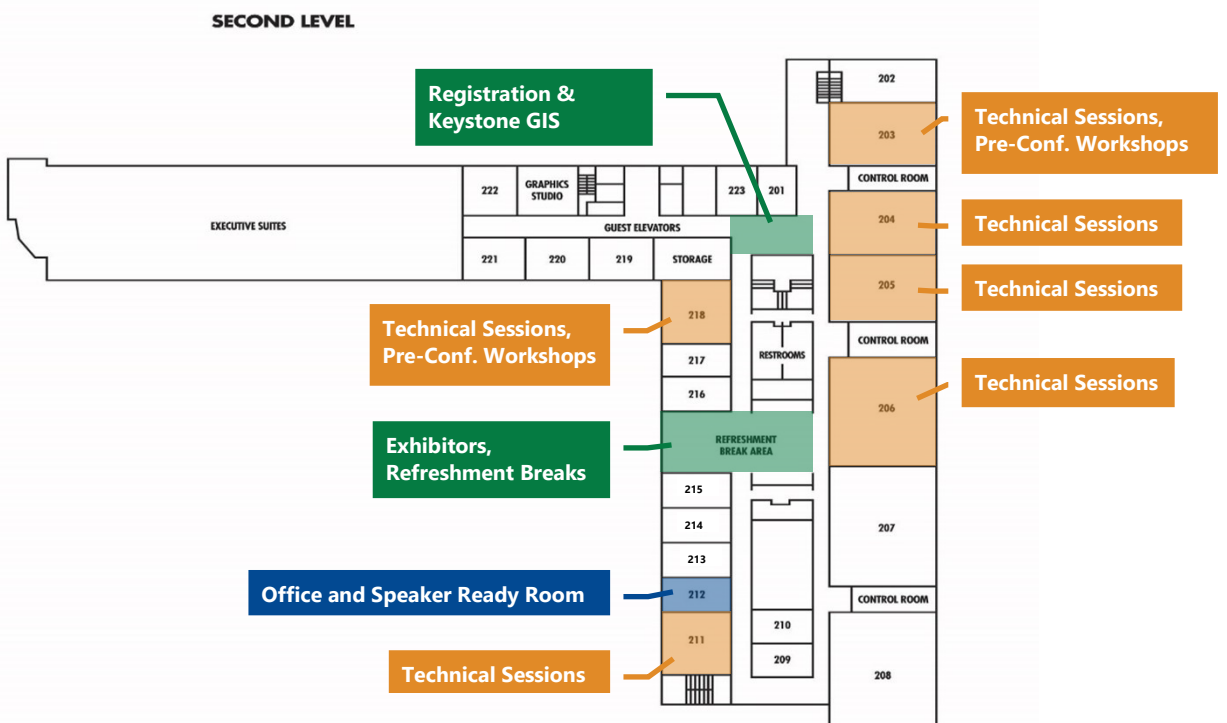 SECOND LEVEL
Registration &
Keystone GIS
202
203
Technical Sessions,
Pre-Conf. Workshops
CONTROL ROOM
222
GRAPHICS
STUDIO
223
201
EXECUTIVE SUITES
GUEST ELEVATORS
204
Technical Sessions
221
220
219
STORAGE
205
Technical Sessions
218
Technical Sessions,
Pre-Conf. Workshops
CONTROL ROOM
217
RESTROOMS
216
206
Technical Sessions
Exhibitors,
Refreshment Breaks
REFRESHMENT
BREAK AREA
215
214
207
213
Office and Speaker Ready Room
212
CONTROL ROOM
210
211
209
Technical Sessions
208